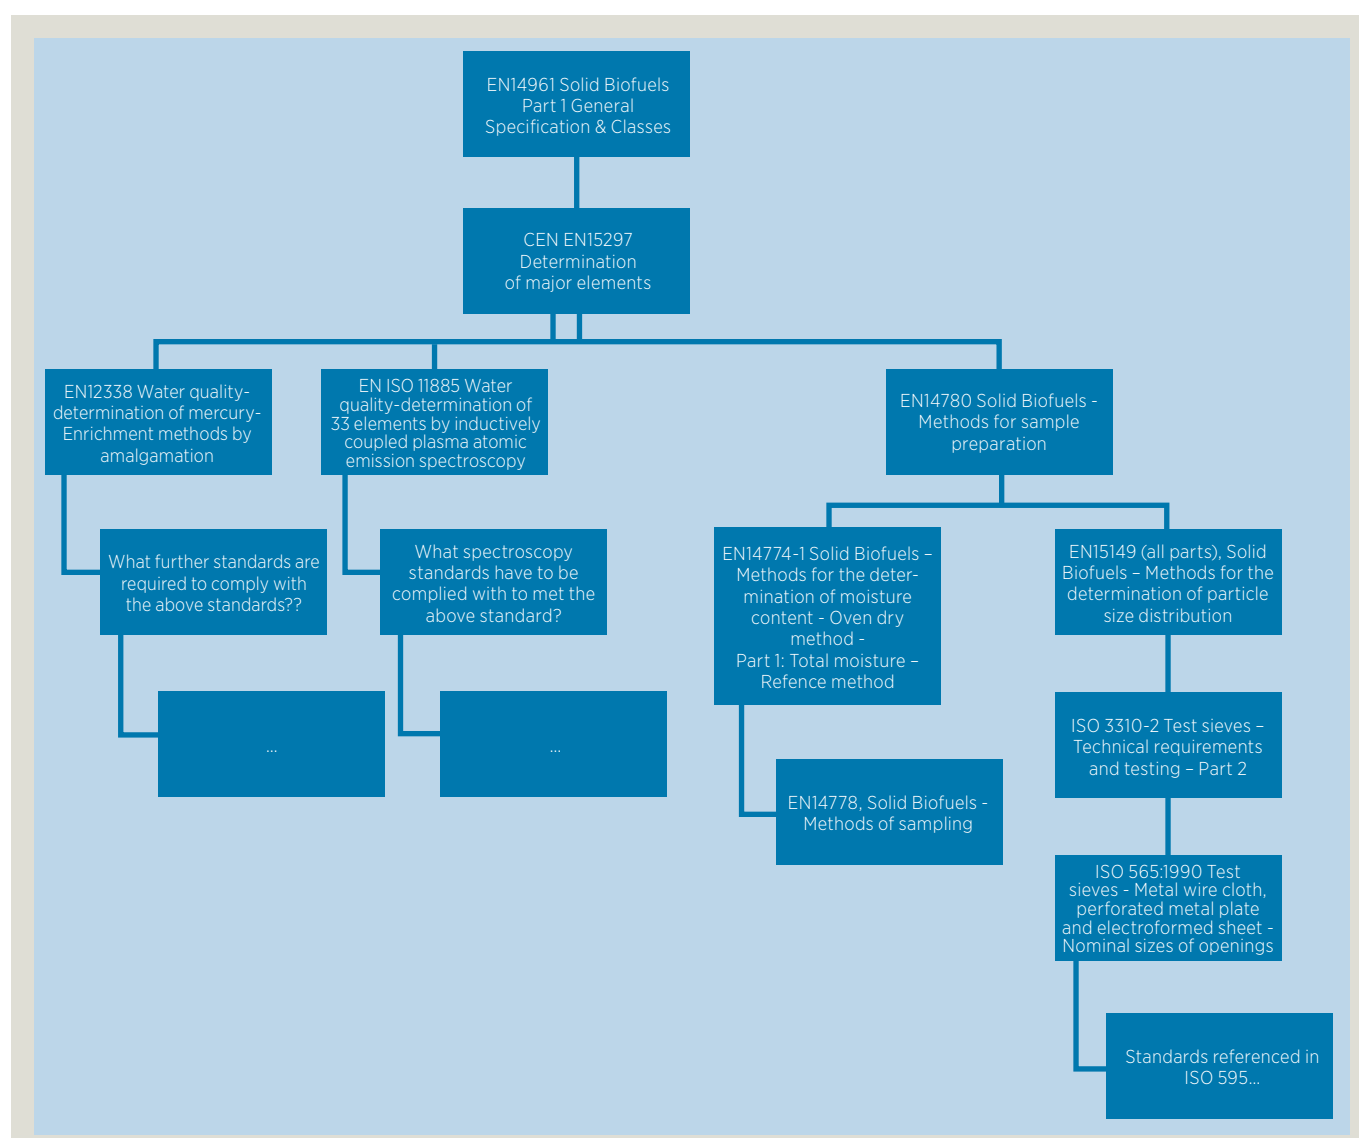 EN14961 Solid Biofuels
Part 1 General
Specification & Classes
CEN EN15297
Determination
of major elements
EN12338 Water quality-
determination of mercury-
Enrichment methods by
amalgamation
EN ISO 11885 Water
quality-determination of
33 elements by inductively
coupled plasma atomic
emission spectroscopy
EN14780 Solid Biofuels -
Methods for sample
preparation
What further standards are
required to comply with
the above standards??
What spectroscopy
standards have to be
complied with to met the
above standard?
EN14774-1 Solid Biofuels –
Methods for the deter-
mination of moisture
content - Oven dry
method -
Part 1: Total moisture –
Refence method
EN15149 (all parts), Solid
Biofuels – Methods for the
determination of particle
size distribution
...
...
ISO 3310-2 Test sieves –
Technical requirements
and testing – Part 2
EN14778, Solid Biofuels -
Methods of sampling
ISO 565:1990 Test
sieves - Metal wire cloth,
perforated metal plate
and electroformed sheet -
Nominal sizes of openings
Standards referenced in
ISO 595...